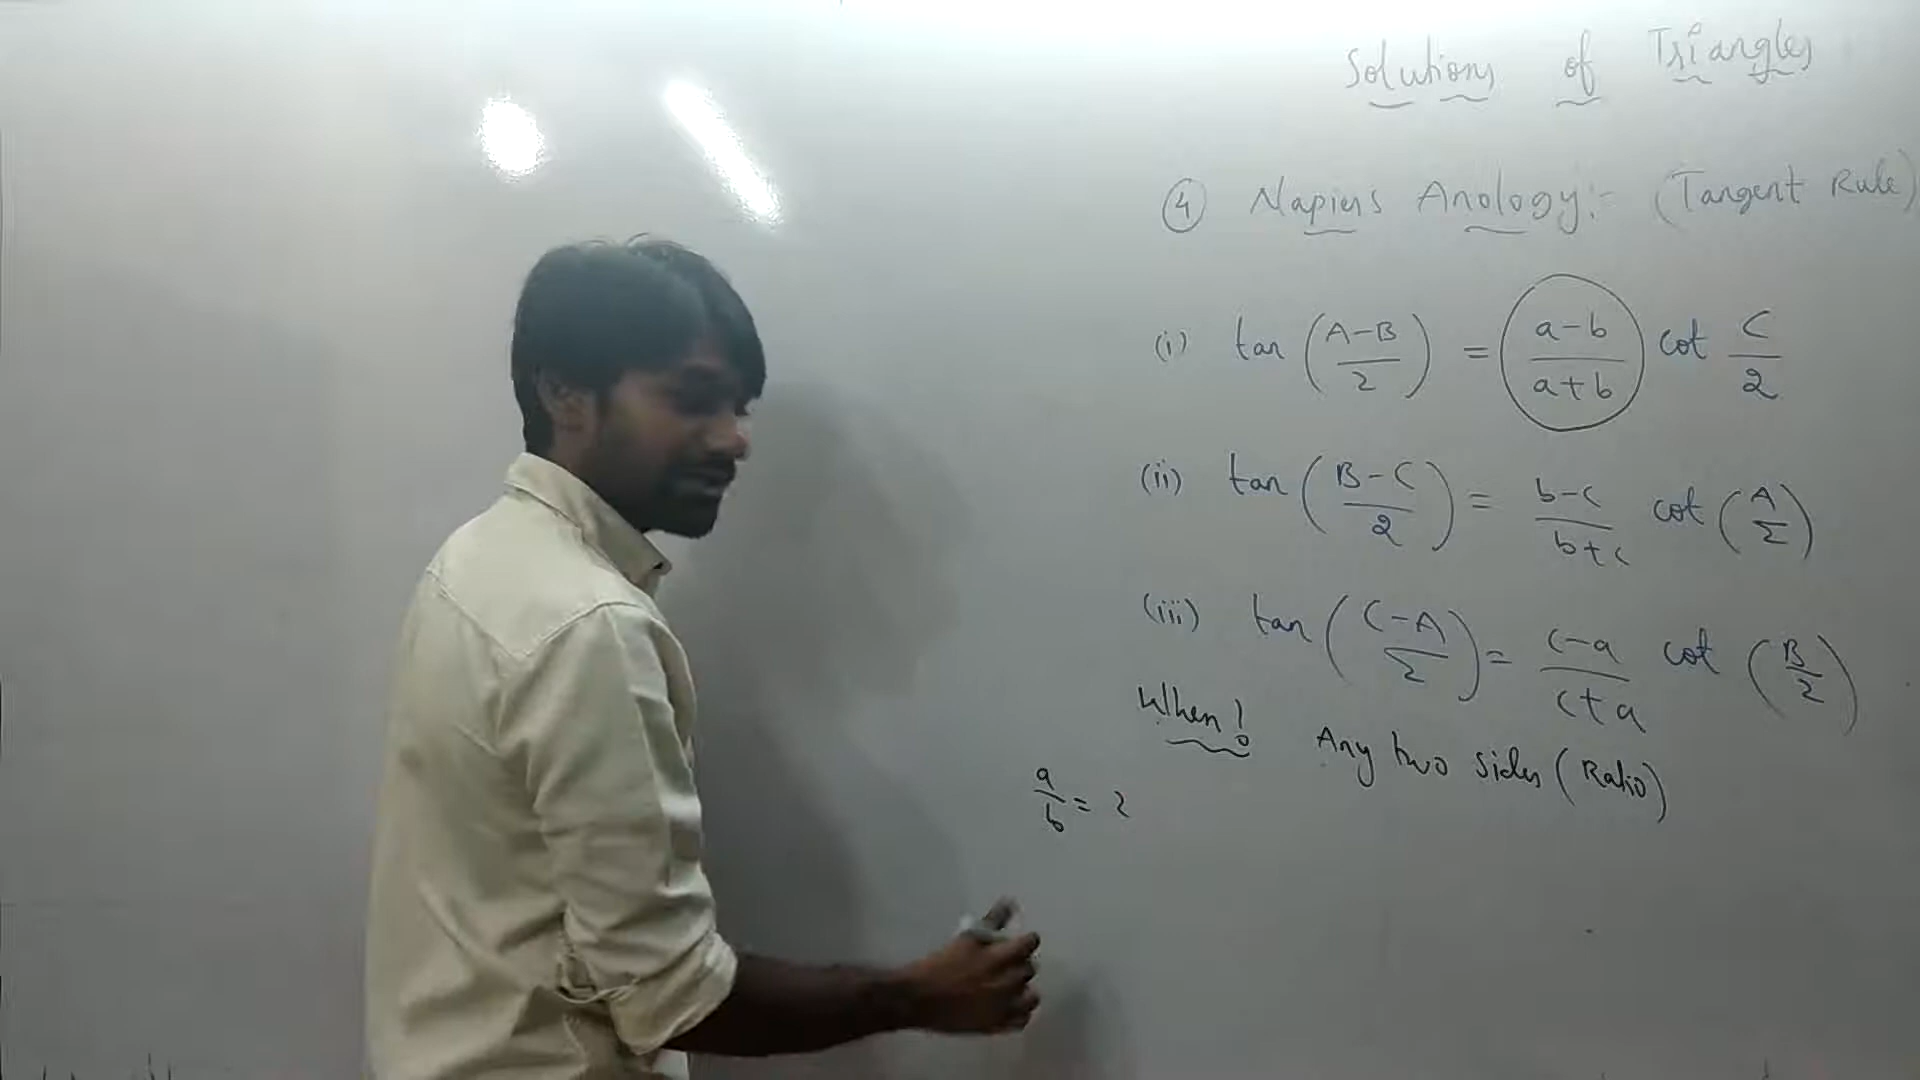 Solutions of Triangles
④ Napier's Anology:- (Tangent Rule)
(i) tan (A-B/2) = a-b/a+b cot C/2
(ii) tan (B-C/2) = b-c/b+c cot (A/2)
(iii) tan (C-A/2) = c-a/c+a cot (B/2)
When? Any two sides (Ratio)
a/b = 2